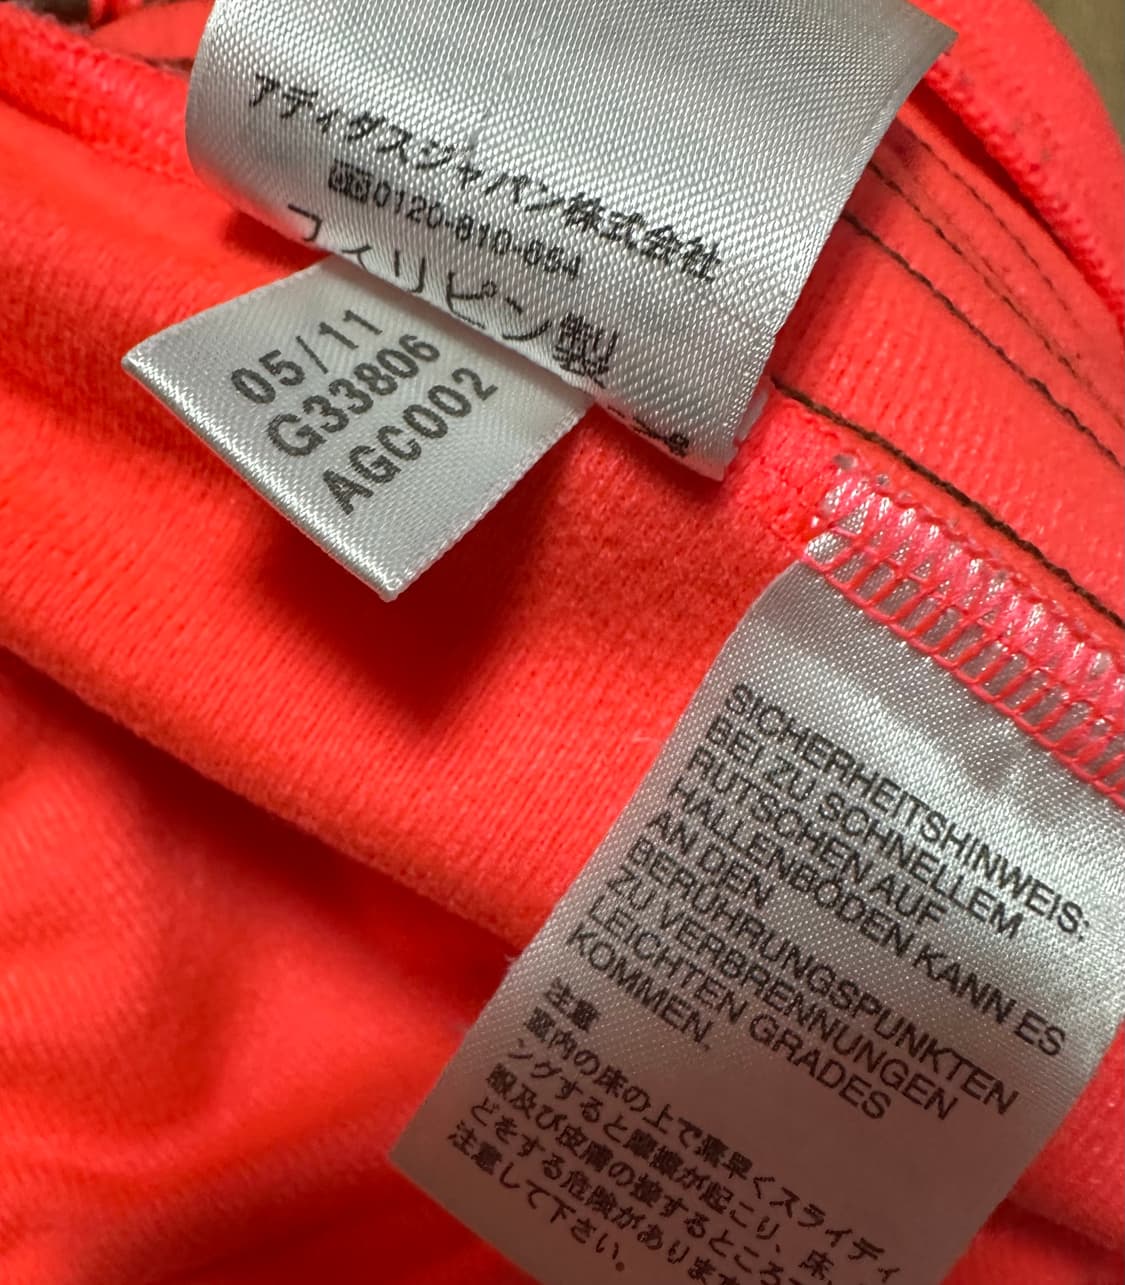 アディダスジャパン株式会社
0120-810-654
フィリピン製
05/11
G33806
AGC002
SICHERHEITSHINWEIS:
BEI ZU SCHNELLEM
RUTSCHEN AUF
HALLENBÖDEN KANN ES
AN DEN
BERÜHRUNGSPUNKTEN
ZU VERBRENNUNGEN
LEICHTEN GRADES
KOMMEN.
注意
室内の床の上で素早くスライディ
ングすると摩擦が起こり、床、
靱及び皮膚の接するところ
どをする危険があります
注意して下さい。